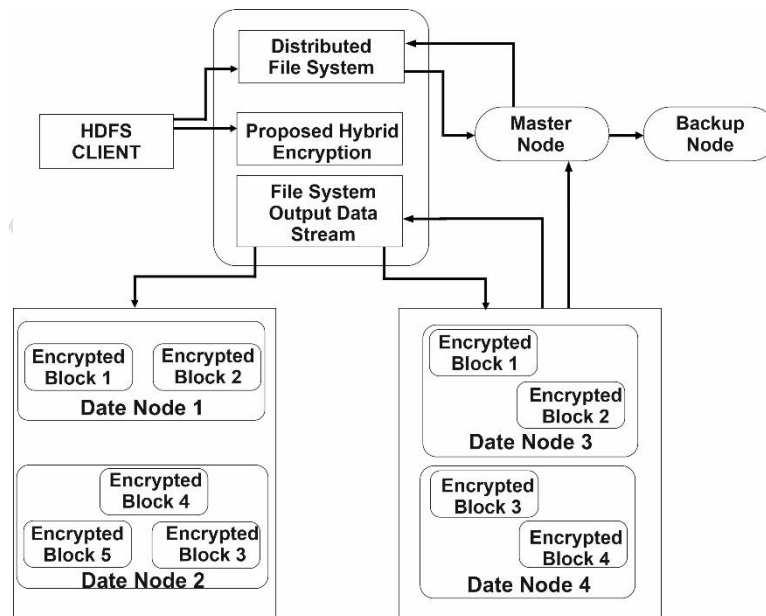 Distributed
File System
HDFS
CLIENT
Proposed Hybrid
Encryption
Master
Node
Backup
Node
File System
Output Data
Stream
Encrypted
Block 1
Encrypted
Block 2
Date Node 1
Encrypted
Block 4
Encrypted
Block 5
Encrypted
Block 3
Date Node 2
Encrypted
Block 1
Encrypted
Block 2
Date Node 3
Encrypted
Block 3
Encrypted
Block 4
Date Node 4